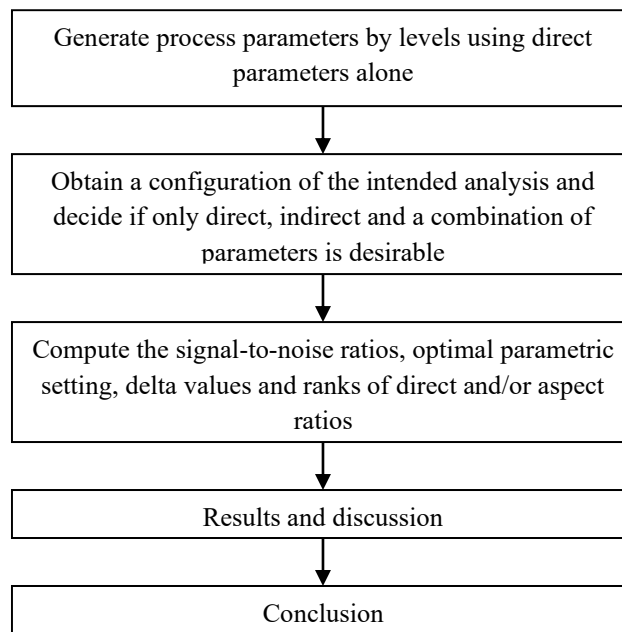 Generate process parameters by levels using direct
parameters alone
Obtain a configuration of the intended analysis and
decide if only direct, indirect and a combination of
parameters is desirable
Compute the signal-to-noise ratios, optimal parametric
setting, delta values and ranks of direct and/or aspect
ratios
Results and discussion
Conclusion